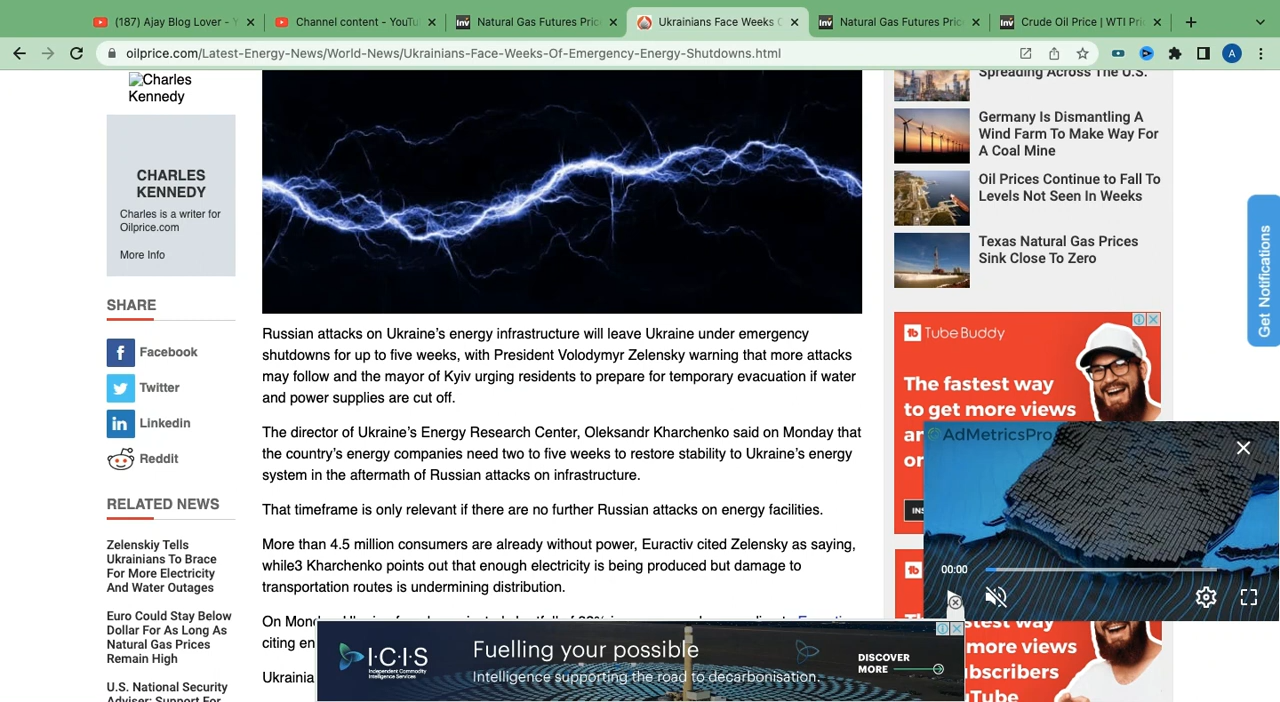 (187) Ajay Blog Lover - Y
Channel content - YouTu
Natural Gas Futures Pric
Ukrainians Face Weeks O
Natural Gas Futures Pric
Crude Oil Price | WTI Pri
oilprice.com/Latest-Energy-News/World-News/Ukrainians-Face-Weeks-Of-Emergency-Energy-Shutdowns.html
A
Charles
Kennedy
CHARLES
KENNEDY
Charles is a writer for
Oilprice.com
More Info
SHARE
Facebook
Twitter
Linkedin
Reddit
RELATED NEWS
Zelenskiy Tells
Ukrainians To Brace
For More Electricity
And Water Outages
Euro Could Stay Below
Dollar For As Long As
Natural Gas Prices
Remain High
U.S. National Security
Adviser: Support For
Russian attacks on Ukraine's energy infrastructure will leave Ukraine under emergency
shutdowns for up to five weeks, with President Volodymyr Zelensky warning that more attacks
may follow and the mayor of Kyiv urging residents to prepare for temporary evacuation if water
and power supplies are cut off.
The director of Ukraine's Energy Research Center, Oleksandr Kharchenko said on Monday that
the country's energy companies need two to five weeks to restore stability to Ukraine's energy
system in the aftermath of Russian attacks on infrastructure.
That timeframe is only relevant if there are no further Russian attacks on energy facilities.
More than 4.5 million consumers are already without power, Euractiv cited Zelensky as saying,
while3 Kharchenko points out that enough electricity is being produced but damage to
transportation routes is undermining distribution.
On Mond
citing en
Ukrainia
I·C·I·S
Independent Commodity
Intelligence Services
Fuelling your possible
Intelligence supporting the road to decarbonisation.
DISCOVER
MORE
Spreading Across The U.S.
Germany Is Dismantling A
Wind Farm To Make Way For
A Coal Mine
Oil Prices Continue to Fall To
Levels Not Seen In Weeks
Texas Natural Gas Prices
Sink Close To Zero
Get Notifications
TubeBuddy
The fastest way
to get more views
AdMetricsPro
INS
00:00
stest way
more views
ubscribers
uTube